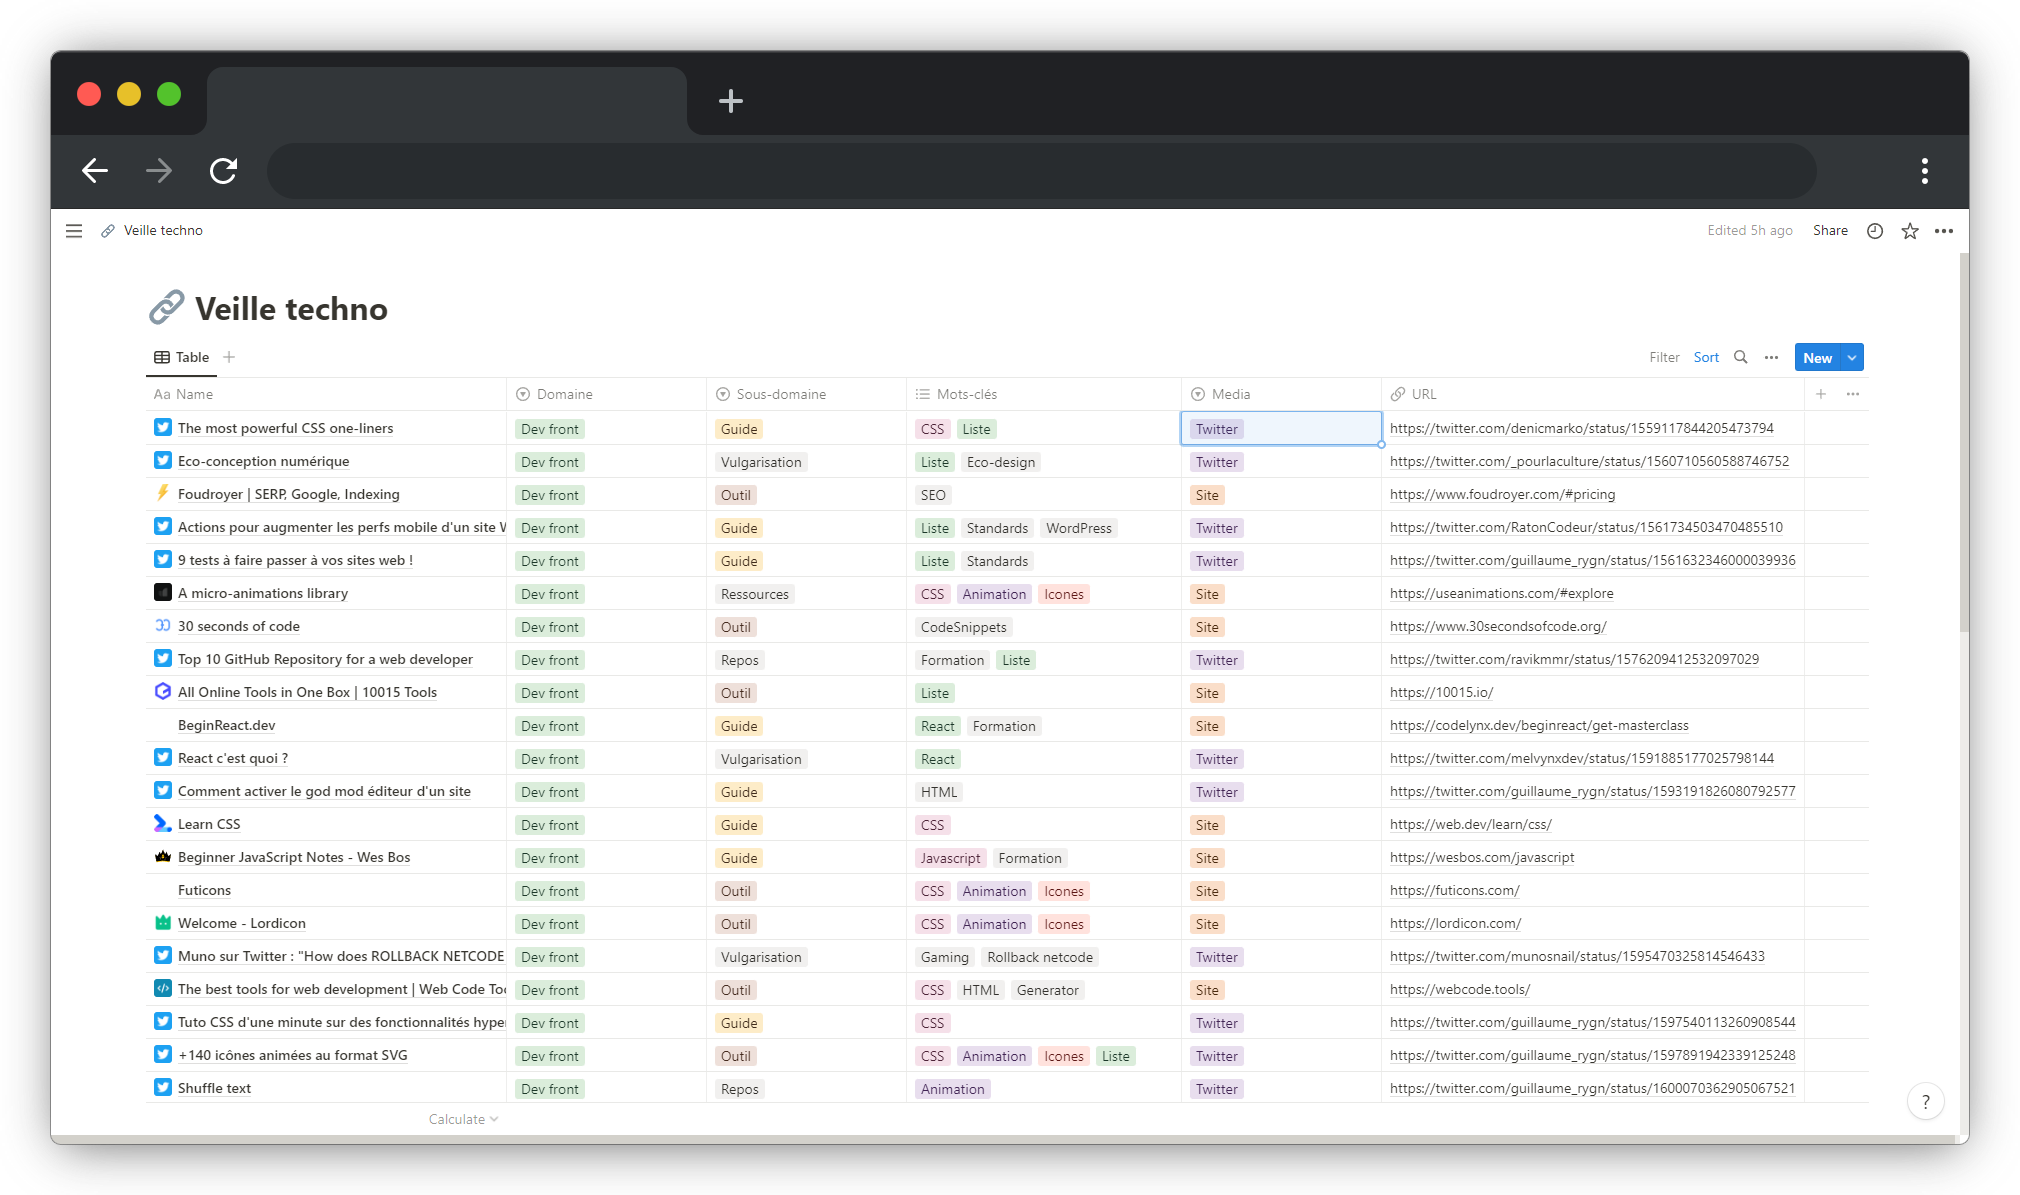 Veille techno
Edited 5h ago Share
Veille techno
Table
Filter Sort New
Aa Name Domaine Sous-domaine Mots-clés Media URL
The most powerful CSS one-liners Dev front Guide CSS Liste Twitter https://twitter.com/denicmarko/status/1559117844205473794
Eco-conception numérique Dev front Vulgarisation Liste Eco-design Twitter https://twitter.com/_pourlaculture/status/1560710560588746752
Foudroyer | SERP, Google, Indexing Dev front Outil SEO Site https://www.foudroyer.com/#pricing
Actions pour augmenter les perfs mobile d'un site W Dev front Guide Liste Standards WordPress Twitter https://twitter.com/RatonCodeur/status/1561734503470485510
9 tests à faire passer à vos sites web ! Dev front Guide Liste Standards Twitter https://twitter.com/guillaume_rygn/status/1561632346000039936
A micro-animations library Dev front Ressources CSS Animation Icones Site https://useanimations.com/#explore
30 seconds of code Dev front Outil CodeSnippets Site https://www.30secondsofcode.org/
Top 10 GitHub Repository for a web developer Dev front Repos Formation Liste Twitter https://twitter.com/ravikmmr/status/1576209412532097029
All Online Tools in One Box | 10015 Tools Dev front Outil Liste Site https://10015.io/
BeginReact.dev Dev front Guide React Formation Site https://codelynx.dev/beginreact/get-masterclass
React c'est quoi ? Dev front Vulgarisation React Twitter https://twitter.com/melvynxdev/status/1591885177025798144
Comment activer le god mod éditeur d'un site Dev front Guide HTML Twitter https://twitter.com/guillaume_rygn/status/1593191826080792577
Learn CSS Dev front Guide CSS Site https://web.dev/learn/css/
Beginner JavaScript Notes - Wes Bos Dev front Guide Javascript Formation Site https://wesbos.com/javascript
Futicons Dev front Outil CSS Animation Icones Site https://futicons.com/
Welcome - Lordicon Dev front Outil CSS Animation Icones Site https://lordicon.com/
Muno sur Twitter : "How does ROLLBACK NETCODE Dev front Vulgarisation Gaming Rollback netcode Twitter https://twitter.com/munosnail/status/1595470325814546433
The best tools for web development | Web Code Too Dev front Outil CSS HTML Generator Site https://webcode.tools/
Tuto CSS d'une minute sur des fonctionnalités hyper Dev front Guide CSS Twitter https://twitter.com/guillaume_rygn/status/1597540113260908544
+140 icônes animées au format SVG Dev front Outil CSS Animation Icones Liste Twitter https://twitter.com/guillaume_rygn/status/1597891942339125248
Shuffle text Dev front Repos Animation Twitter https://twitter.com/guillaume_rygn/status/1600070362905067521
Calculate
?